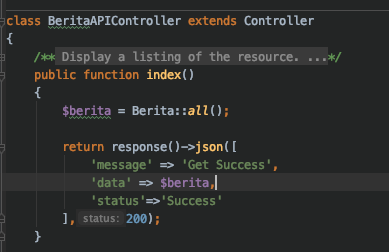 class BeritaAPIController extends Controller
{
/** Display a listing of the resource. ...*/
public function index()
{
$berita = Berita::all();
return response()->json([
'message' => 'Get Success',
'data' => $berita,
'status'=>'Success'
], status: 200);
}